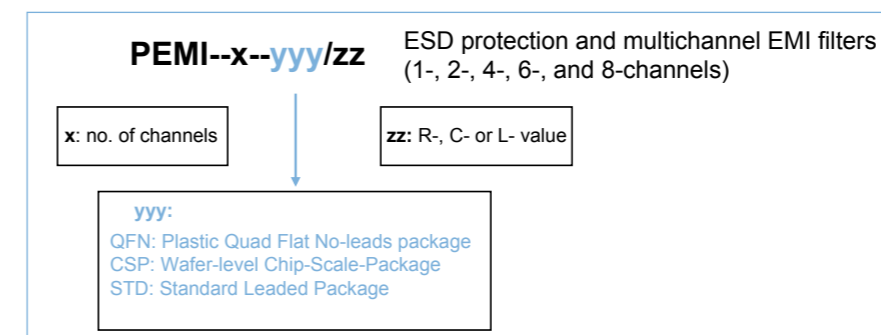 PEMI--x--yyy/zz
ESD protection and multichannel EMI filters
(1-, 2-, 4-, 6-, and 8-channels)
x: no. of channels
zz: R-, C- or L- value
yyy:
QFN: Plastic Quad Flat No-leads package
CSP: Wafer-level Chip-Scale-Package
STD: Standard Leaded Package